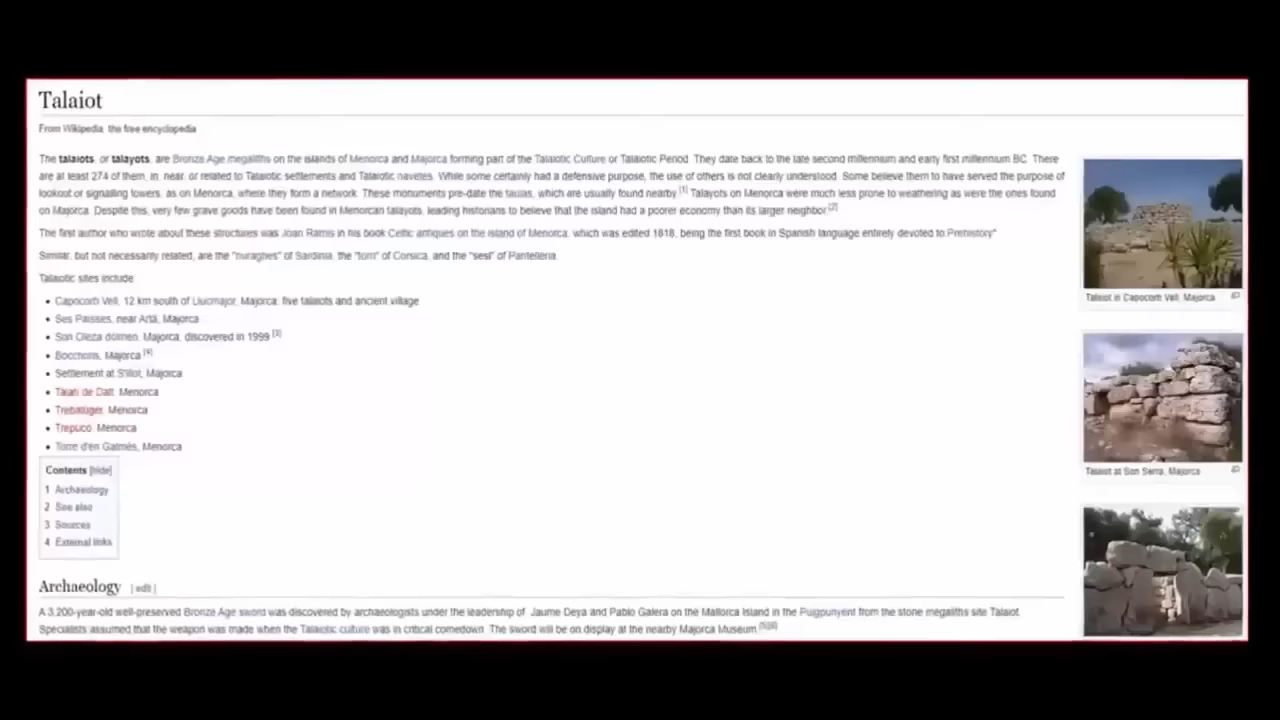 Talaiot
From Wikipedia, the free encyclopedia
The talaiots, or talayots, are Bronze Age megaliths on the islands of Menorca and Majorca forming part of the Talaiotic Culture or Talaiotic Period. They date back to the late second millennium and early first millennium BC. There
are at least 274 of them, in, near, or related to Talaiotic settlements and Talaiotic navetes. While some certainly had a defensive purpose, the use of others is not clearly understood. Some believe them to have served the purpose of
lookout or signalling towers, as on Menorca, where they form a network. These monuments pre-date the taulas, which are usually found nearby.[1] Talayots on Menorca were much less prone to weathering as were the ones found
on Majorca. Despite this, very few grave goods have been found in Menorcan talayots, leading historians to believe that the island had a poorer economy than its larger neighbor.[2]
The first author who wrote about these structures was Joan Ramis in his book Celtic antiques on the island of Menorca, which was edited 1818, being the first book in Spanish language entirely devoted to Prehistory"
Similar, but not necessarily related, are the "nuraghes" of Sardinia, the "torri" of Corsica, and the "sesi" of Pantelleria.
Talaiotic sites include:
• Capocorb Vell, 12 km south of Llucmajor, Majorca: five talaiots and ancient village
• Ses Païsses, near Artà, Majorca
• Son Oleza dolmen, Majorca, discovered in 1999 [3]
• Bocchoris, Majorca [4]
• Settlement at S'Illot, Majorca
• Talatí de Dalt, Menorca
• Trebalúger, Menorca
• Trepucó, Menorca
• Torre d'en Galmés, Menorca
Contents [hide]
1 Archaeology
2 See also
3 Sources
4 External links
Archaeology [edit]
A 3,200-year-old well-preserved Bronze Age sword was discovered by archaeologists under the leadership of Jaume Deya and Pablo Galera on the Mallorca Island in the Puigpunyent from the stone megaliths site Talaiot.
Specialists assumed that the weapon was made when the Talaiotic culture was in critical comedown. The sword will be on display at the nearby Majorca Museum.[5][6]
Talaiot in Capocorb Vell, Majorca
Talaiot at Son Serra, Majorca